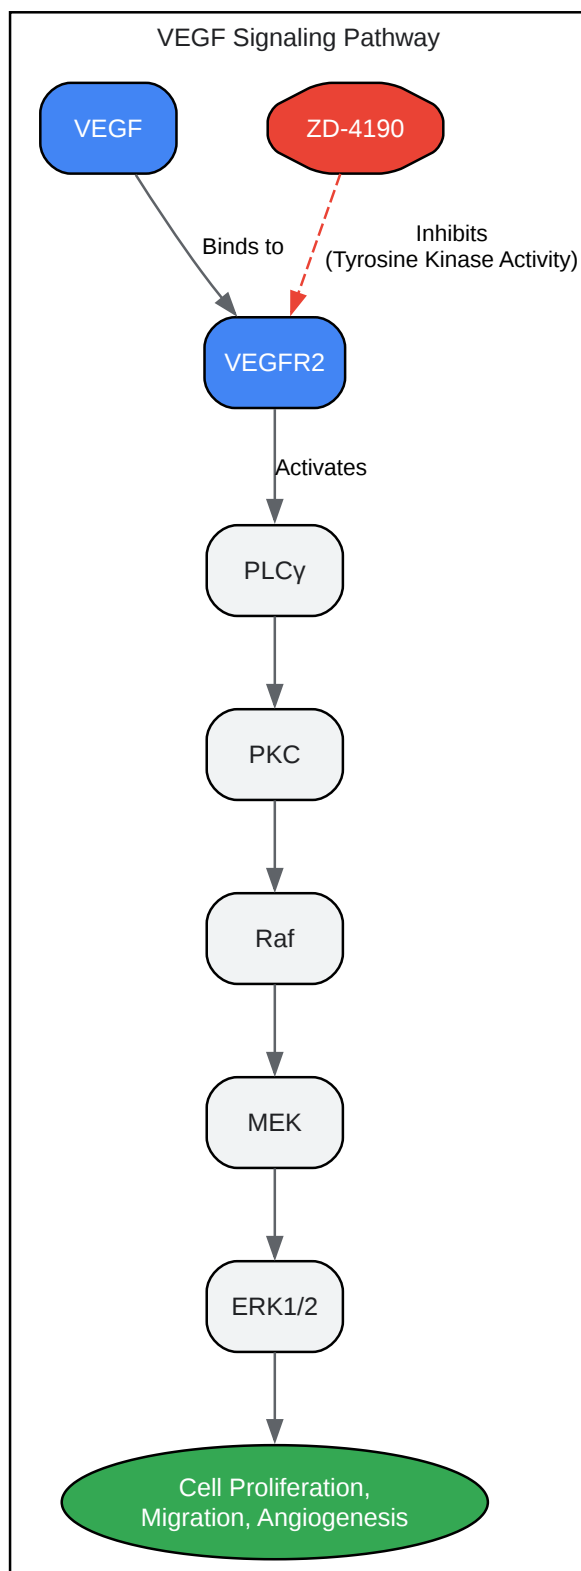 VEGF Signaling Pathway
VEGF
ZD-4190
Binds to
Inhibits
(Tyrosine Kinase Activity)
VEGFR2
Activates
PLCγ
PKC
Raf
MEK
ERK1/2
Cell Proliferation,
Migration, Angiogenesis